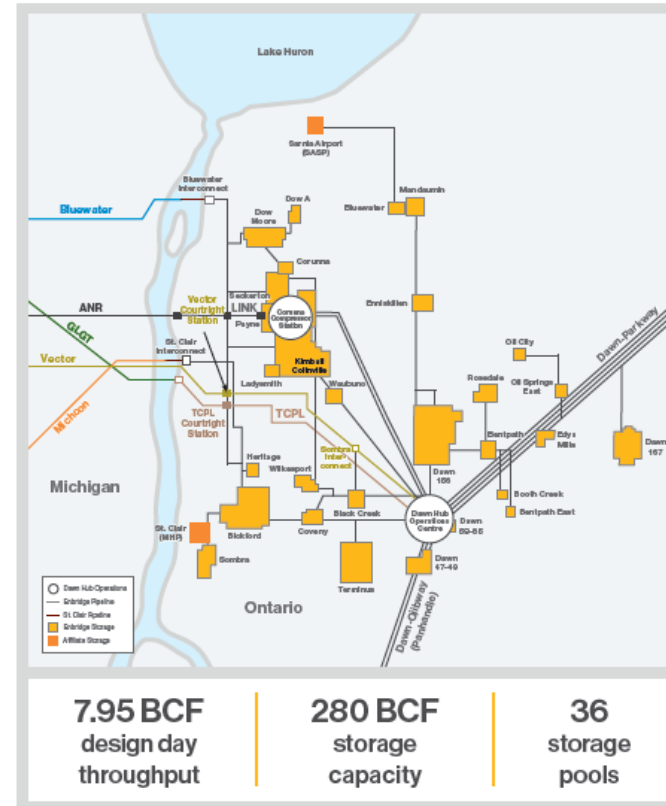 Lake Huron
Sarnia Airport
(SASP)
Bluewater
Interconnect
Dow A
Mandaumin
Bluewater
Dow
Moore
Bluewater
Corunna
Seckerton
Vector
Courtright
Station
ANR
LINK
Corunna
Compressor
Station
Enniskillen
GLGT
Payne
St. Clair
Interconnect
Oil City
Dawn-Parkway
Vector
Kimball
Colinville
Ladysmith
Waubuno
Rosedale
Oil Springs
East
Michcon
TCPL
Courtright
Station
TCPL
Sombra
Inter-
connect
Bentpath
Edys
Mills
Dawn
167
Heritage
Wilkesport
Dawn
156
Michigan
Booth Creek
Bentpath East
St. Clair
(MHP)
Bickford
Coveny
Black Creek
Dawn Hub
Operations
Centre
Dawn
59-85
Sombra
Dawn
47-49
Terminus
Dawn Hub Operations
Enbridge Pipeline
St. Clair Pipeline
Enbridge Storage
Affiliate Storage
Ontario
Dawn-Ojibway
(Panhandle)
7.95 BCF
design day
throughput
280 BCF
storage
capacity
36
storage
pools